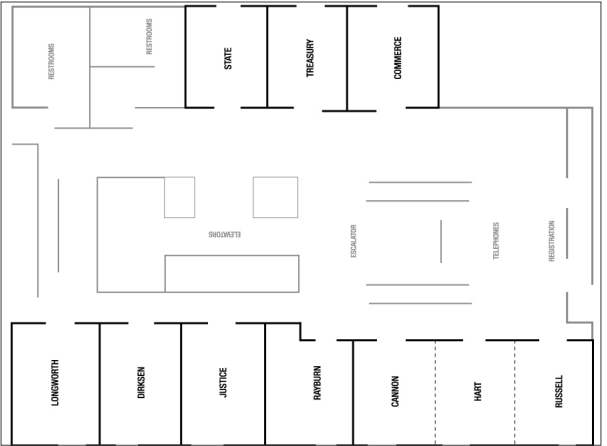 RESTROOMS
RESTROOMS
STATE
TREASURY
COMMERCE
ELEVATORS
ESCALATOR
TELEPHONES
REGISTRATION
LONGWORTH
DIRKSEN
JUSTICE
RAYBURN
CANNON
HART
RUSSELL